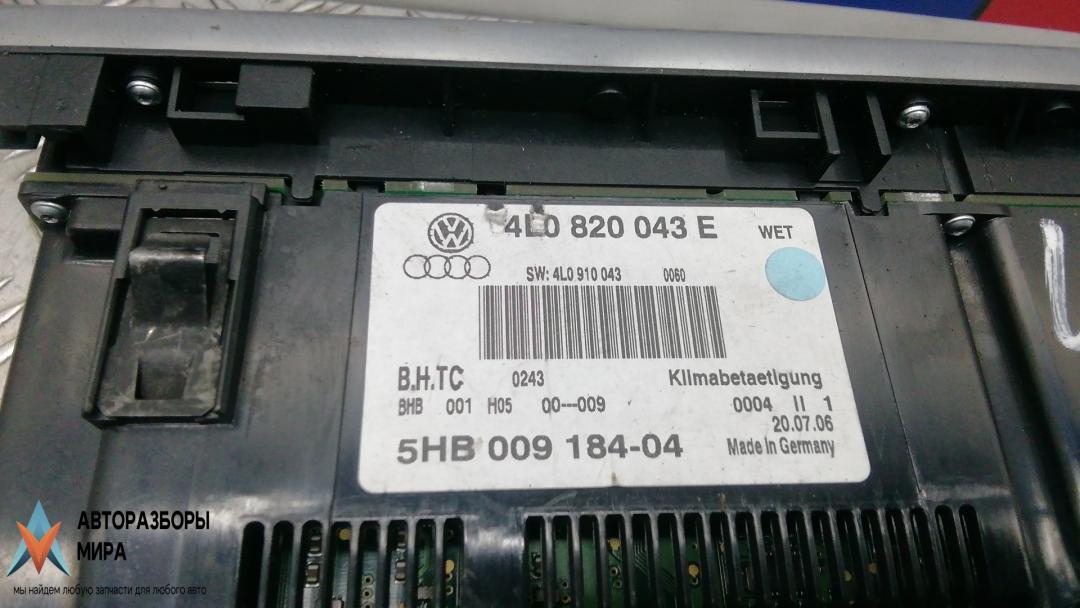 4L0 820 043 E
WET
SW: 4L0 910 043 0060
B.H.TC 0243 Klimabetaetigung
BHB 001 H05 00---009 0004 II 1
20.07.06
5HB 009 184-04 Made in Germany
АВТОРАЗБОРЫ
МИРА
мы найдем любую запчасти для любого авто